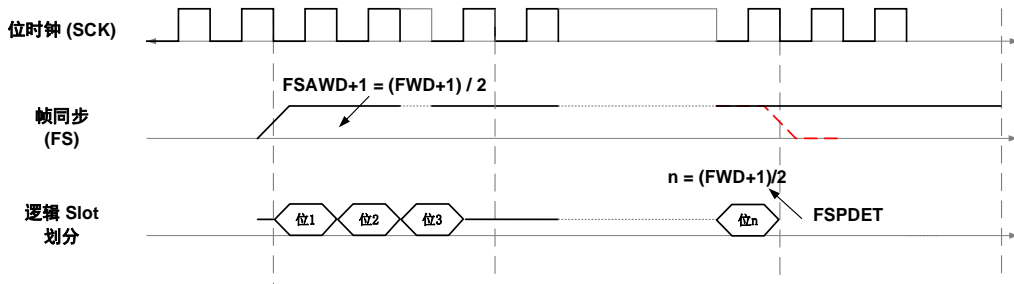 位时钟 (SCK)
FSAWD+1 = (FWD+1) / 2
帧同步
(FS)
n = (FWD+1)/2
逻辑 Slot
划分
位1
位2
位3
位n
FSPDET